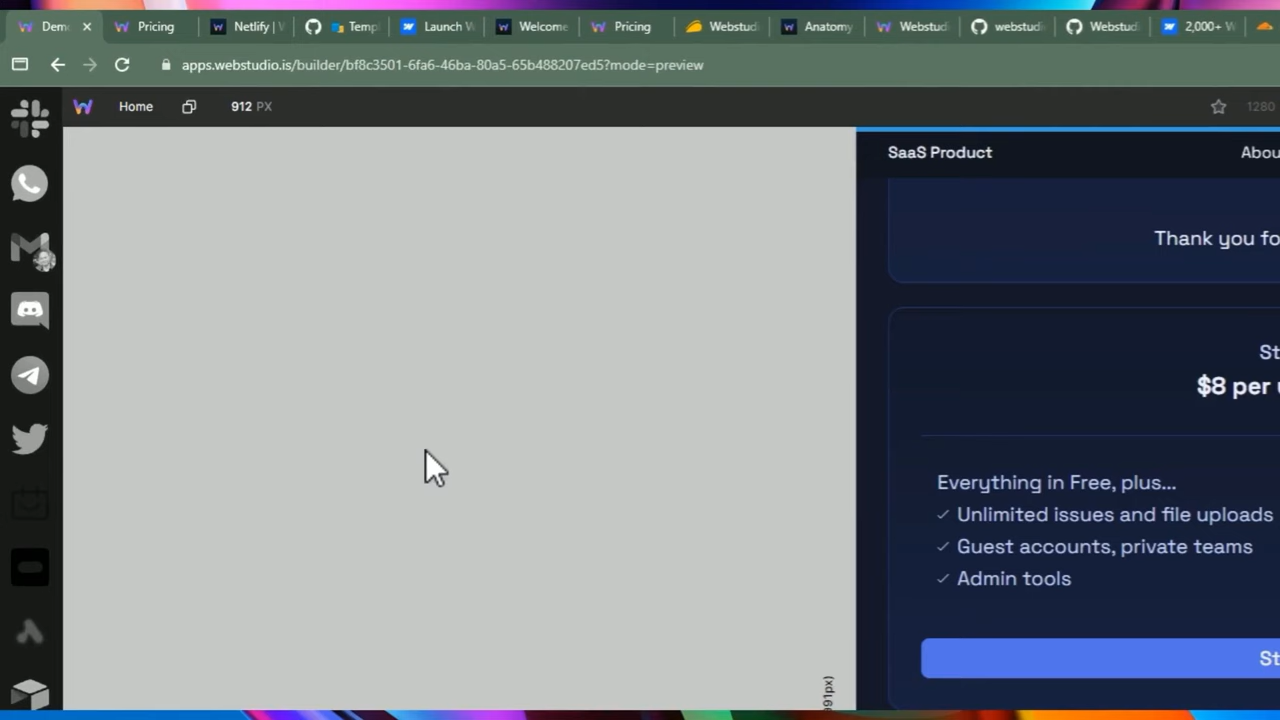 Demo
Pricing
Netlify | W
Temp
Launch W
Welcome
Pricing
Webstud
Anatomy
Webstud
webstud
Webstud
2,000+ W
apps.webstudio.is/builder/bf8c3501-6fa6-46ba-80a5-65b488207ed5?mode=preview
Home
912 PX
1280
SaaS Product
Abou
Thank you fo
St
$8 per u
Everything in Free, plus...
✓ Unlimited issues and file uploads
✓ Guest accounts, private teams
✓ Admin tools
St
991px)